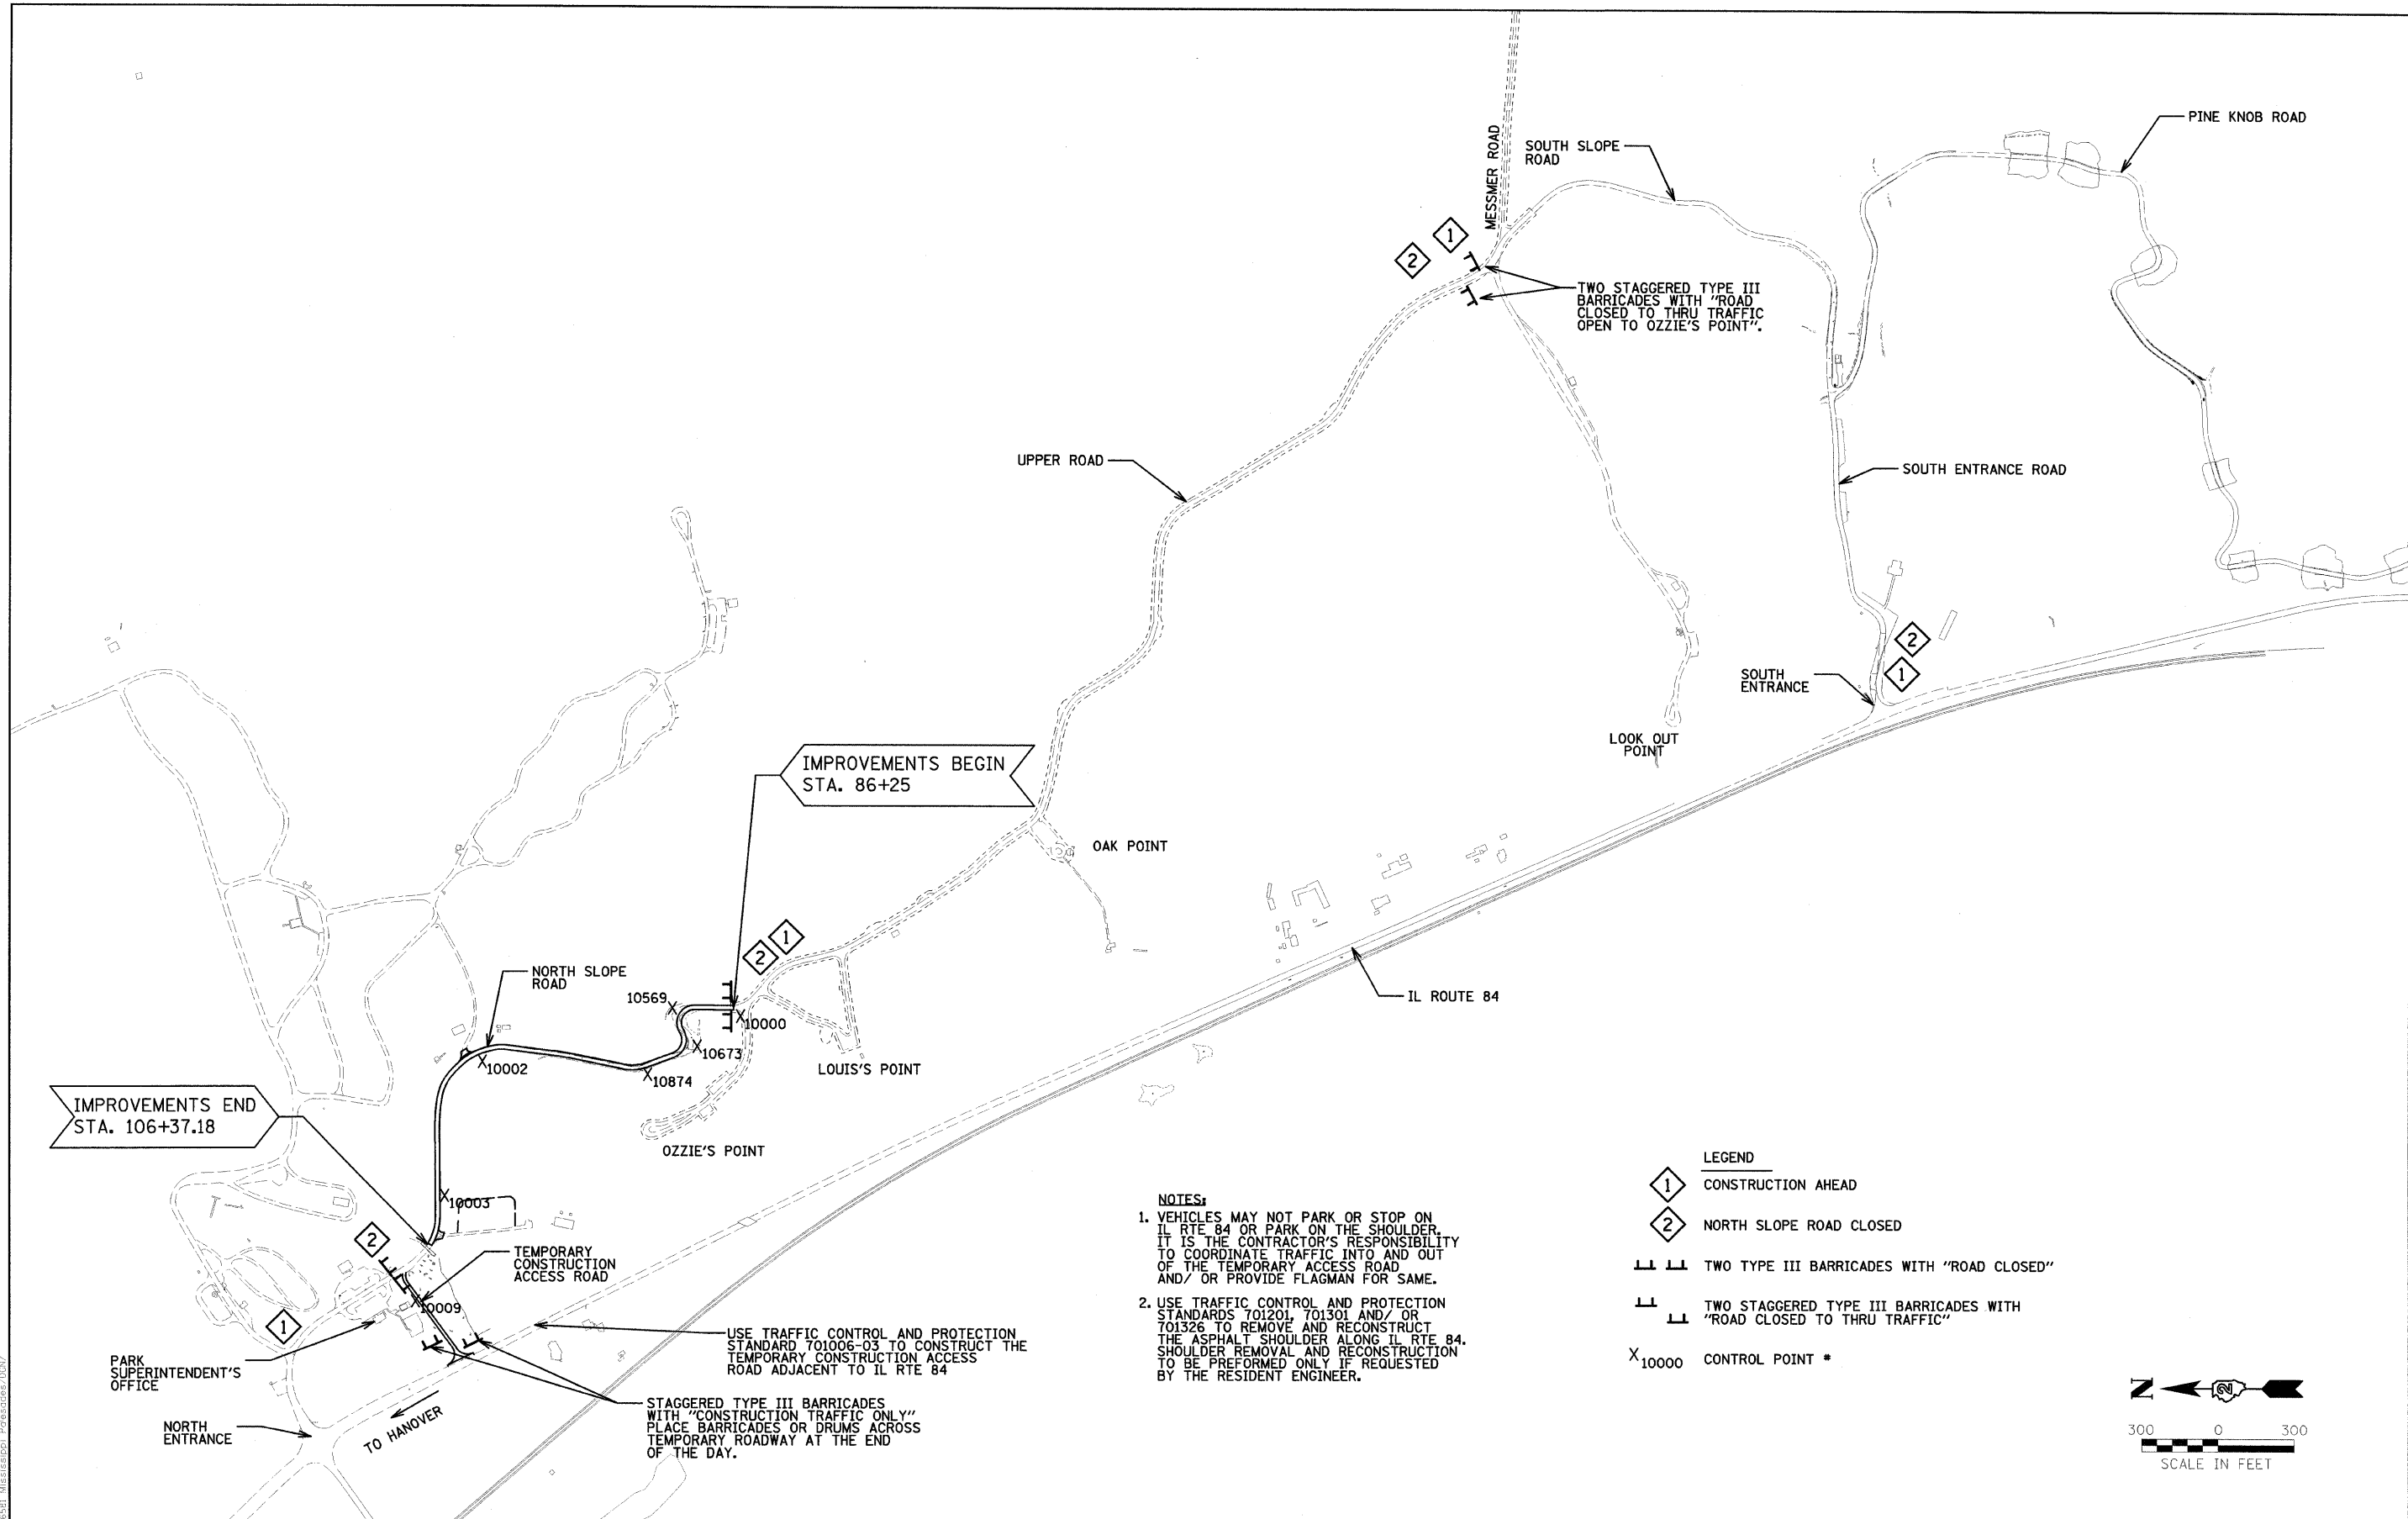 PINE KNOB ROAD
MESSMER ROAD
SOUTH SLOPE
ROAD
1
2
TWO STAGGERED TYPE III
BARRICADES WITH "ROAD
CLOSED TO THRU TRAFFIC
OPEN TO OZZIE'S POINT".
UPPER ROAD
SOUTH ENTRANCE ROAD
2
1
SOUTH
ENTRANCE
LOOK OUT
POINT
IMPROVEMENTS BEGIN
STA. 86+25
OAK POINT
1
2
NORTH SLOPE
ROAD
10569
10000
IL ROUTE 84
10673
10002
10874
LOUIS'S POINT
IMPROVEMENTS END
STA. 106+37.18
OZZIE'S POINT
10003
2
TEMPORARY
CONSTRUCTION
ACCESS ROAD
10009
1
USE TRAFFIC CONTROL AND PROTECTION
STANDARD 701006-03 TO CONSTRUCT THE
TEMPORARY CONSTRUCTION ACCESS
ROAD ADJACENT TO IL RTE 84
PARK
SUPERINTENDENT'S
OFFICE
STAGGERED TYPE III BARRICADES
WITH "CONSTRUCTION TRAFFIC ONLY"
PLACE BARRICADES OR DRUMS ACROSS
TEMPORARY ROADWAY AT THE END
OF THE DAY.
NORTH
ENTRANCE
TO HANOVER
NOTES:
1. VEHICLES MAY NOT PARK OR STOP ON
IL RTE 84 OR PARK ON THE SHOULDER.
IT IS THE CONTRACTOR'S RESPONSIBILITY
TO COORDINATE TRAFFIC INTO AND OUT
OF THE TEMPORARY ACCESS ROAD
AND/ OR PROVIDE FLAGMAN FOR SAME.
2. USE TRAFFIC CONTROL AND PROTECTION
STANDARDS 701201, 701301 AND/ OR
701326 TO REMOVE AND RECONSTRUCT
THE ASPHALT SHOULDER ALONG IL RTE 84.
SHOULDER REMOVAL AND RECONSTRUCTION
TO BE PREFORMED ONLY IF REQUESTED
BY THE RESIDENT ENGINEER.
LEGEND
1 CONSTRUCTION AHEAD
2 NORTH SLOPE ROAD CLOSED
TWO TYPE III BARRICADES WITH "ROAD CLOSED"
TWO STAGGERED TYPE III BARRICADES WITH
"ROAD CLOSED TO THRU TRAFFIC"
X 10000 CONTROL POINT *
N
300 0 300
SCALE IN FEET